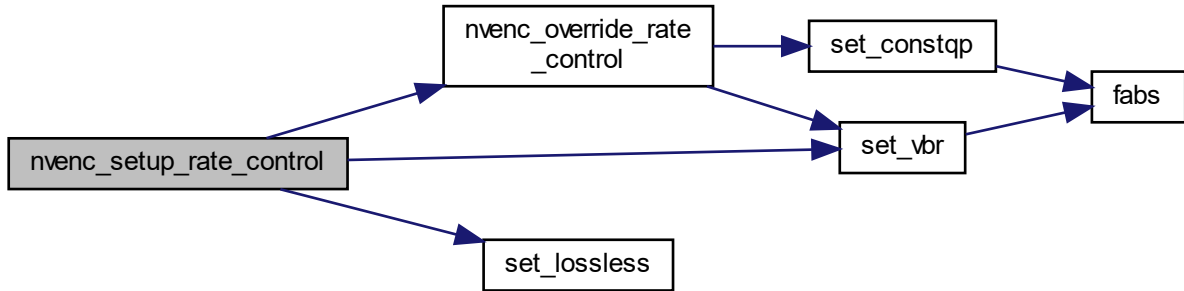 nvenc_override_rate
_control
set_constqp
fabs
set_vbr
nvenc_setup_rate_control
set_lossless